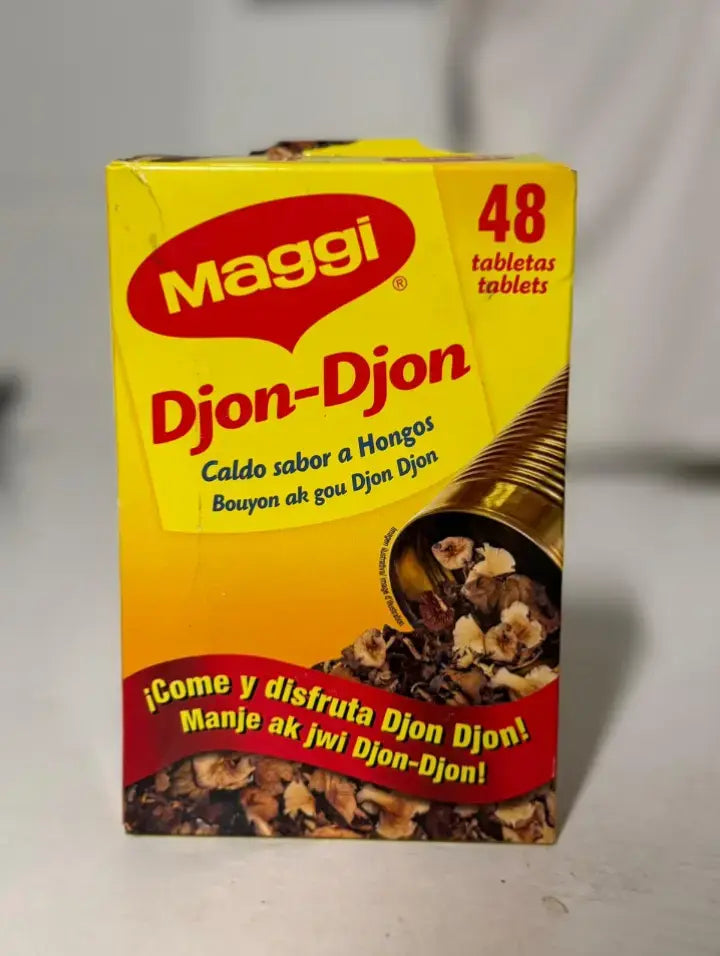 Maggi®
48
tabletas
tablets
Djon-Djon
Caldo sabor a Hongos
Bouyon ak gou Djon Djon
¡Come y disfruta Djon Djon!
Manje ak jwi Djon-Djon!